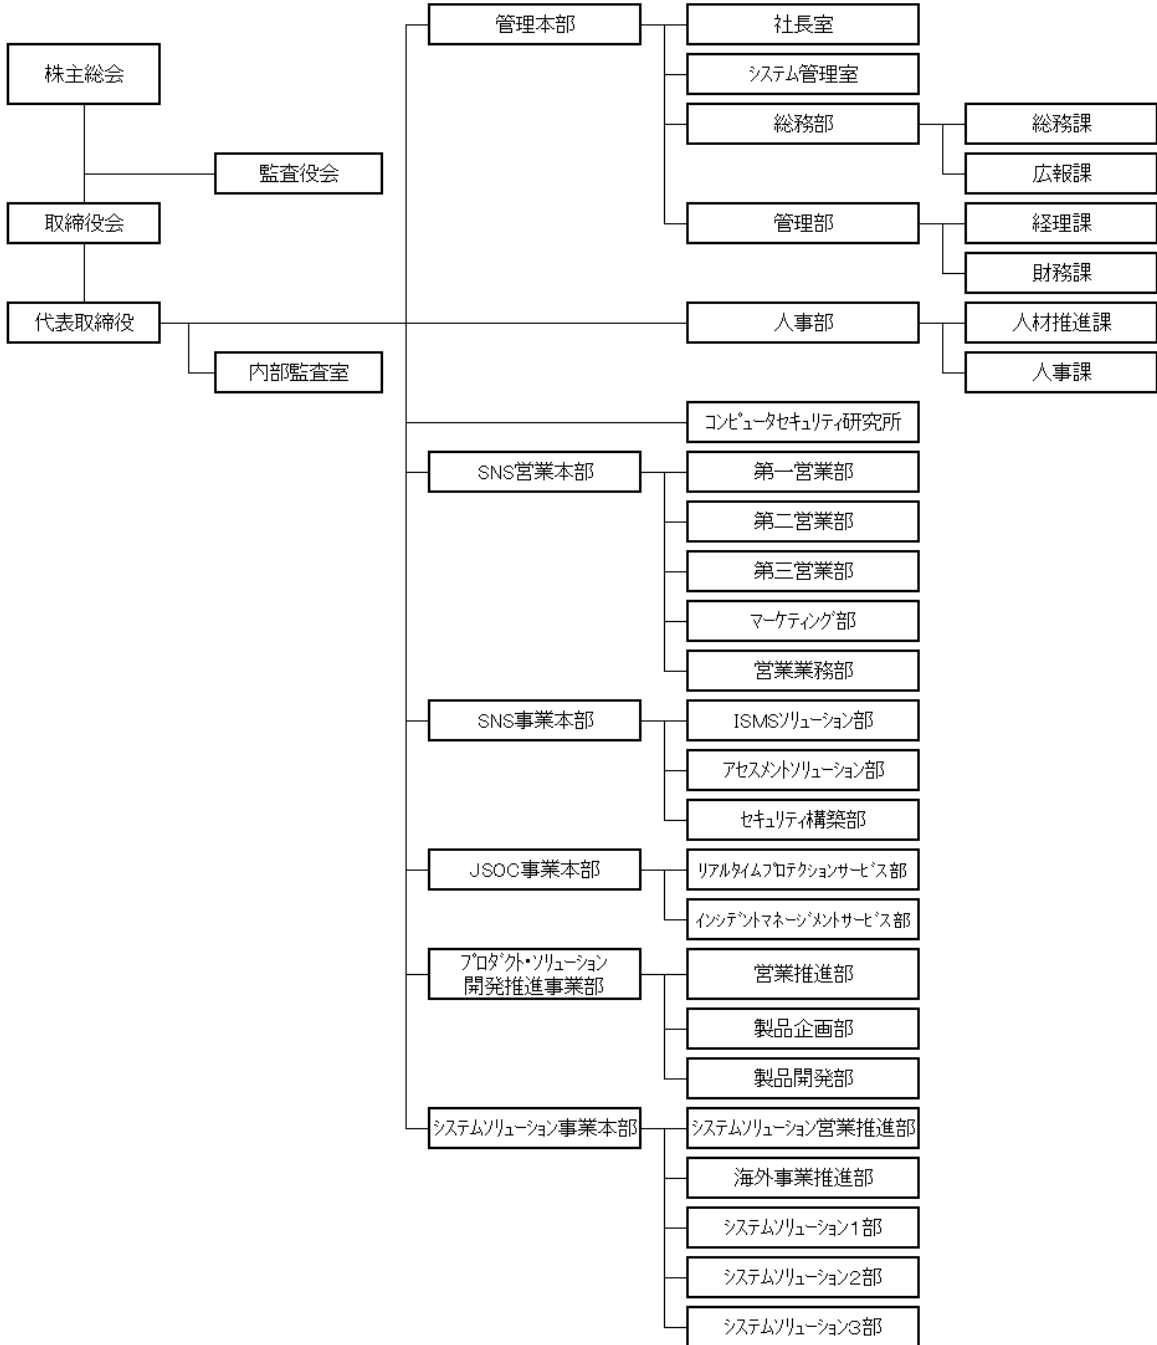 管理本部
社長室
株主総会
システム管理室
総務部
総務課
監査役会
広報課
取締役会
管理部
経理課
財務課
代表取締役
人事部
人材推進課
内部監査室
人事課
コンピュータセキュリティ研究所
SNS営業本部
第一営業部
第二営業部
第三営業部
マーケティング部
営業業務部
SNS事業本部
ISMSソリューション部
アセスメントソリューション部
セキュリティ構築部
JSOC事業本部
リアルタイムプロテクションサービス部
インシデントマネージメントサービス部
プロダクト・ソリューション
開発推進事業部
営業推進部
製品企画部
製品開発部
システムソリューション事業本部
システムソリューション営業推進部
海外事業推進部
システムソリューション1部
システムソリューション2部
システムソリューション3部